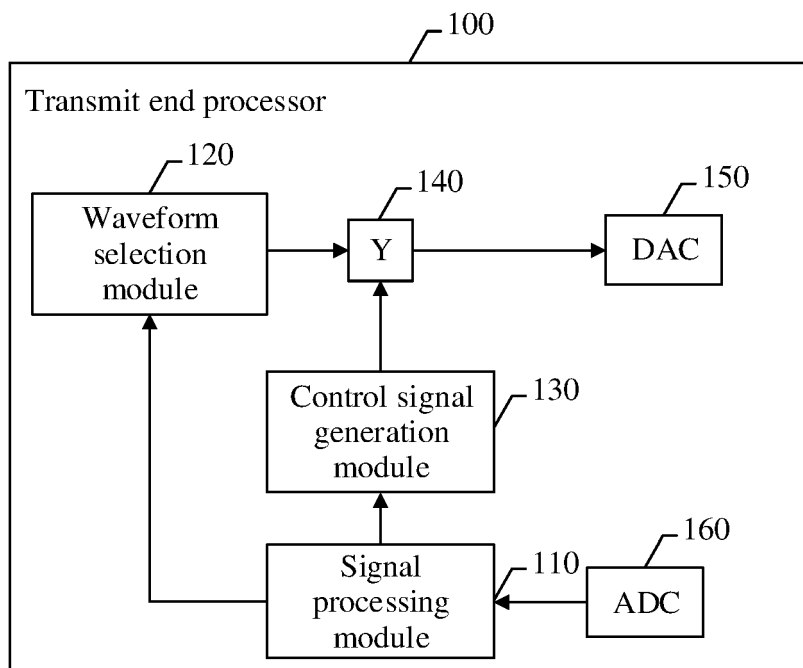 100
Transmit end processor
120
Waveform
selection
module
140
Y
150
DAC
Control signal
generation
module
130
Signal
processing
module
110
160
ADC